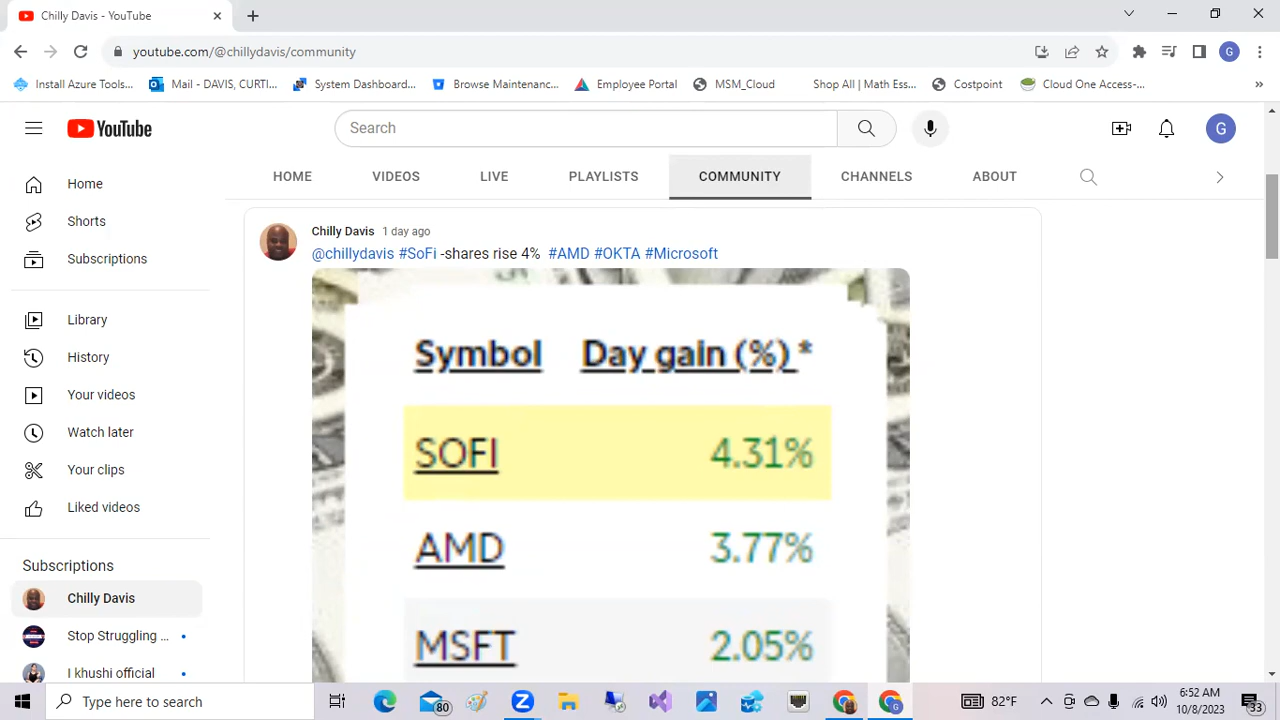 Chilly Davis - YouTube
youtube.com/@chillydavis/community
G
Install Azure Tools...
Mail - DAVIS, CURTI...
System Dashboard...
Browse Maintenance...
Employee Portal
MSM_Cloud
Shop All | Math Ess...
Costpoint
Cloud One Access-...
»
YouTube
Search
G
HOME
VIDEOS
LIVE
PLAYLISTS
COMMUNITY
CHANNELS
ABOUT
Home
Shorts
Subscriptions
Library
History
Your videos
Watch later
Your clips
Liked videos
Subscriptions
Chilly Davis
Stop Struggling ...
I khushi official
Chilly Davis 1 day ago
@chillydavis #SoFi -shares rise 4% #AMD #OKTA #Microsoft
Symbol Day gain (%) *
SOFI 4.31%
AMD 3.77%
MSFT 2.05%
Type here to search
80
82°F
6:52 AM
10/8/2023
33